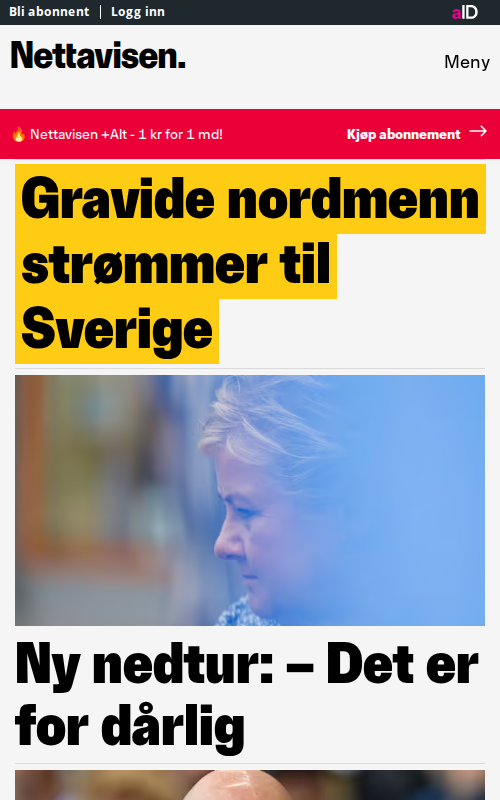 Bli abonnent | Logg inn
aID
Nettavisen.
Meny
🔥 Nettavisen +Alt - 1 kr for 1 md!
Kjøp abonnement →
Gravide nordmenn
strømmer til
Sverige
Ny nedtur: – Det er
for dårlig